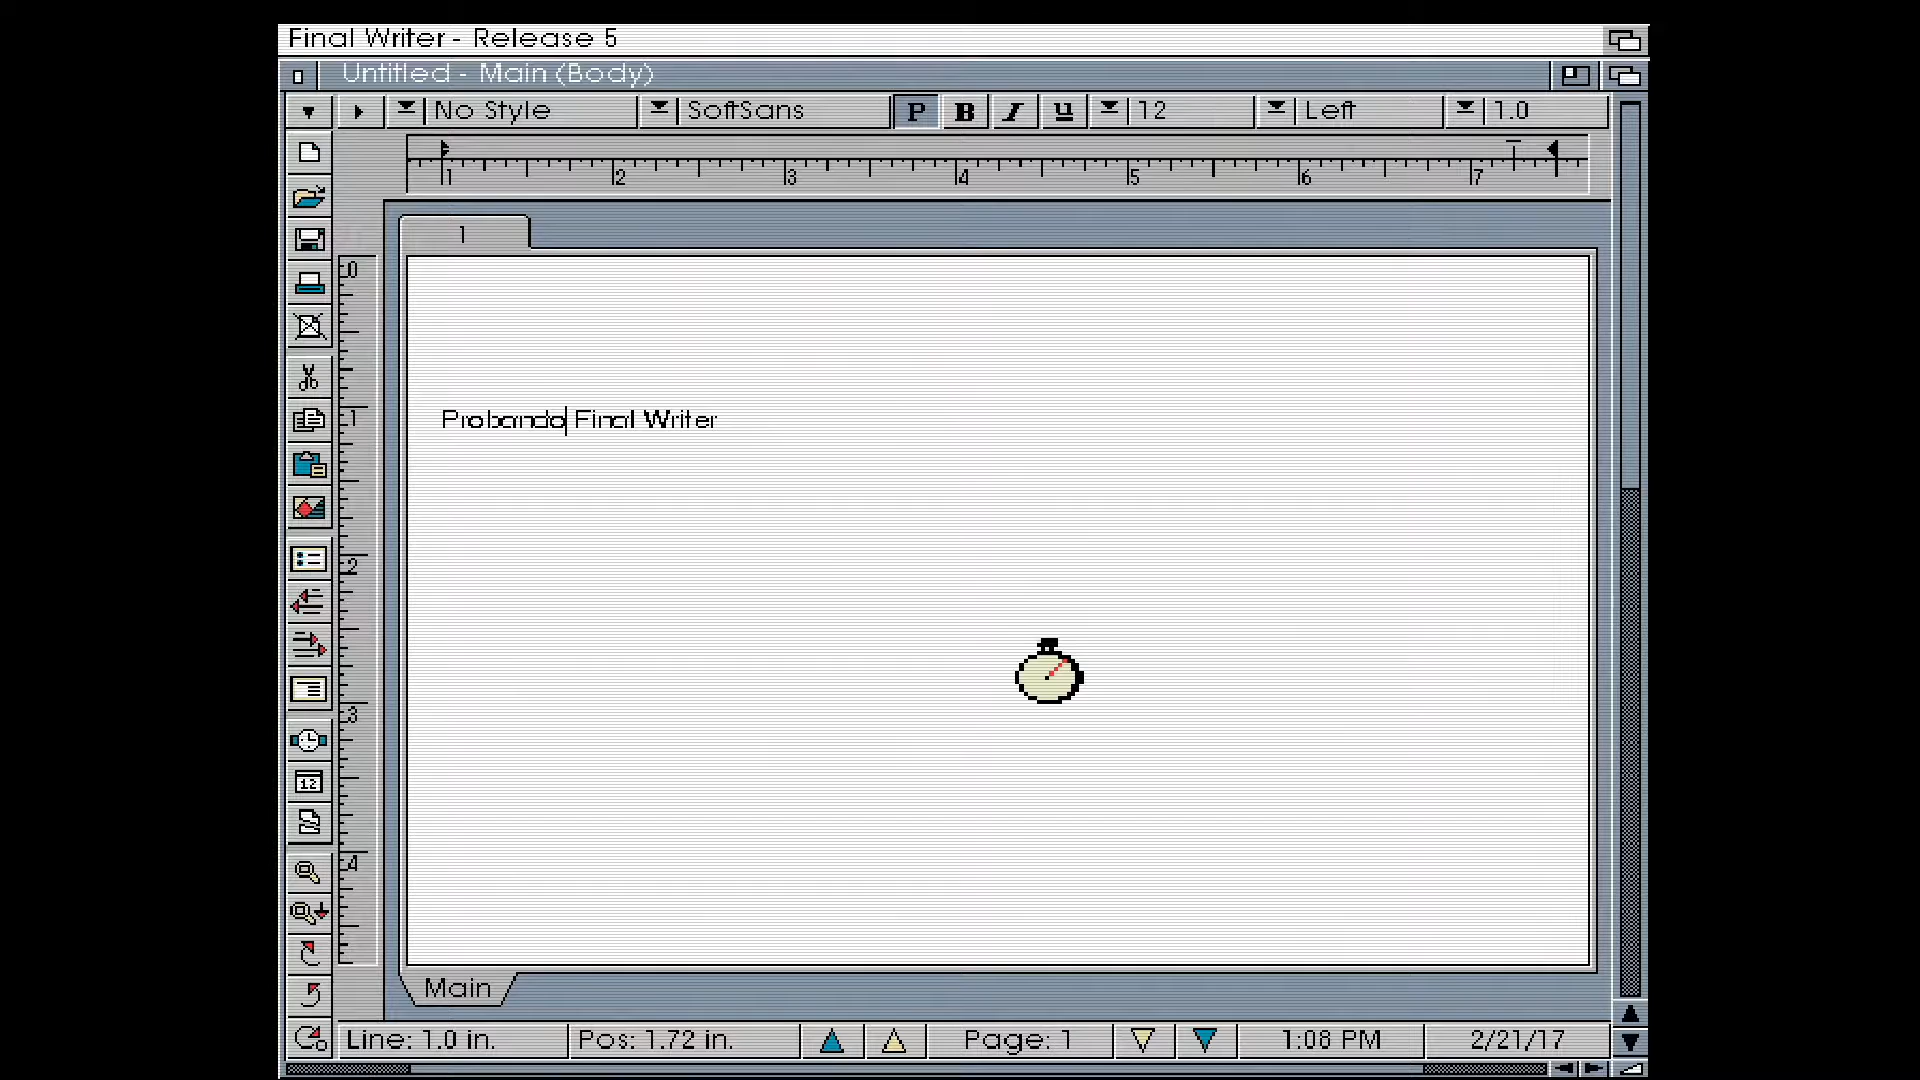 Final Writer - Release 5
Untitled - Main (Body)
No Style SoftSans P B I U 12 Left 1.0
1 2 3 4 5 6 7
1
0
Probando Final Writer
1
2
3
12
4
Main
Line: 1.0 in. Pos: 1.72 in. Page: 1 1:08 PM 2/21/17